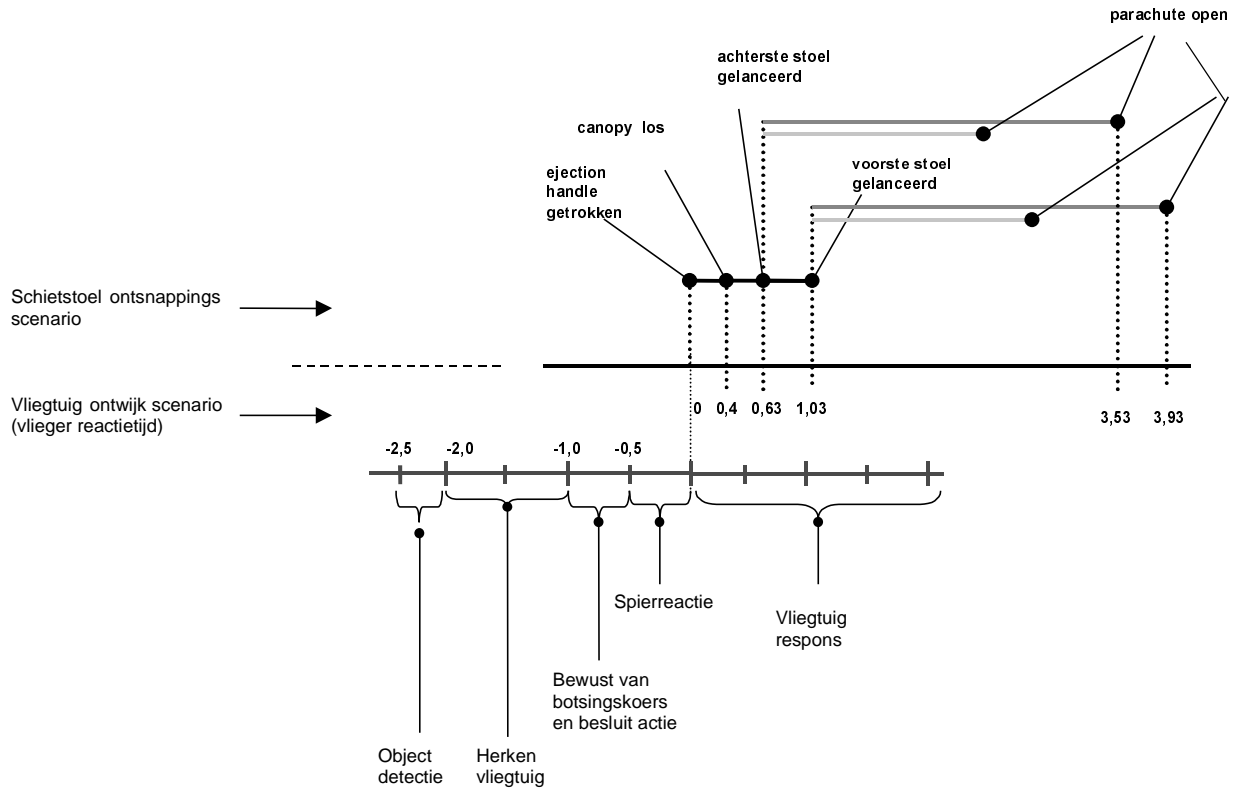 parachute open
achterste stoel
gelanceerd
canopy los
voorste stoel
gelanceerd
ejection
handle
getrokken
Schietstoel ontsnappings
scenario
Vliegtuig ontwijk scenario
(vlieger reactietijd)
0 0,4 0,63 1,03 3,53 3,93
-2,5 -2,0 -1,0 -0,5
Spierreactie
Vliegtuig
respons
Bewust van
botsingskoers
en besluit actie
Object
detectie
Herken
vliegtuig